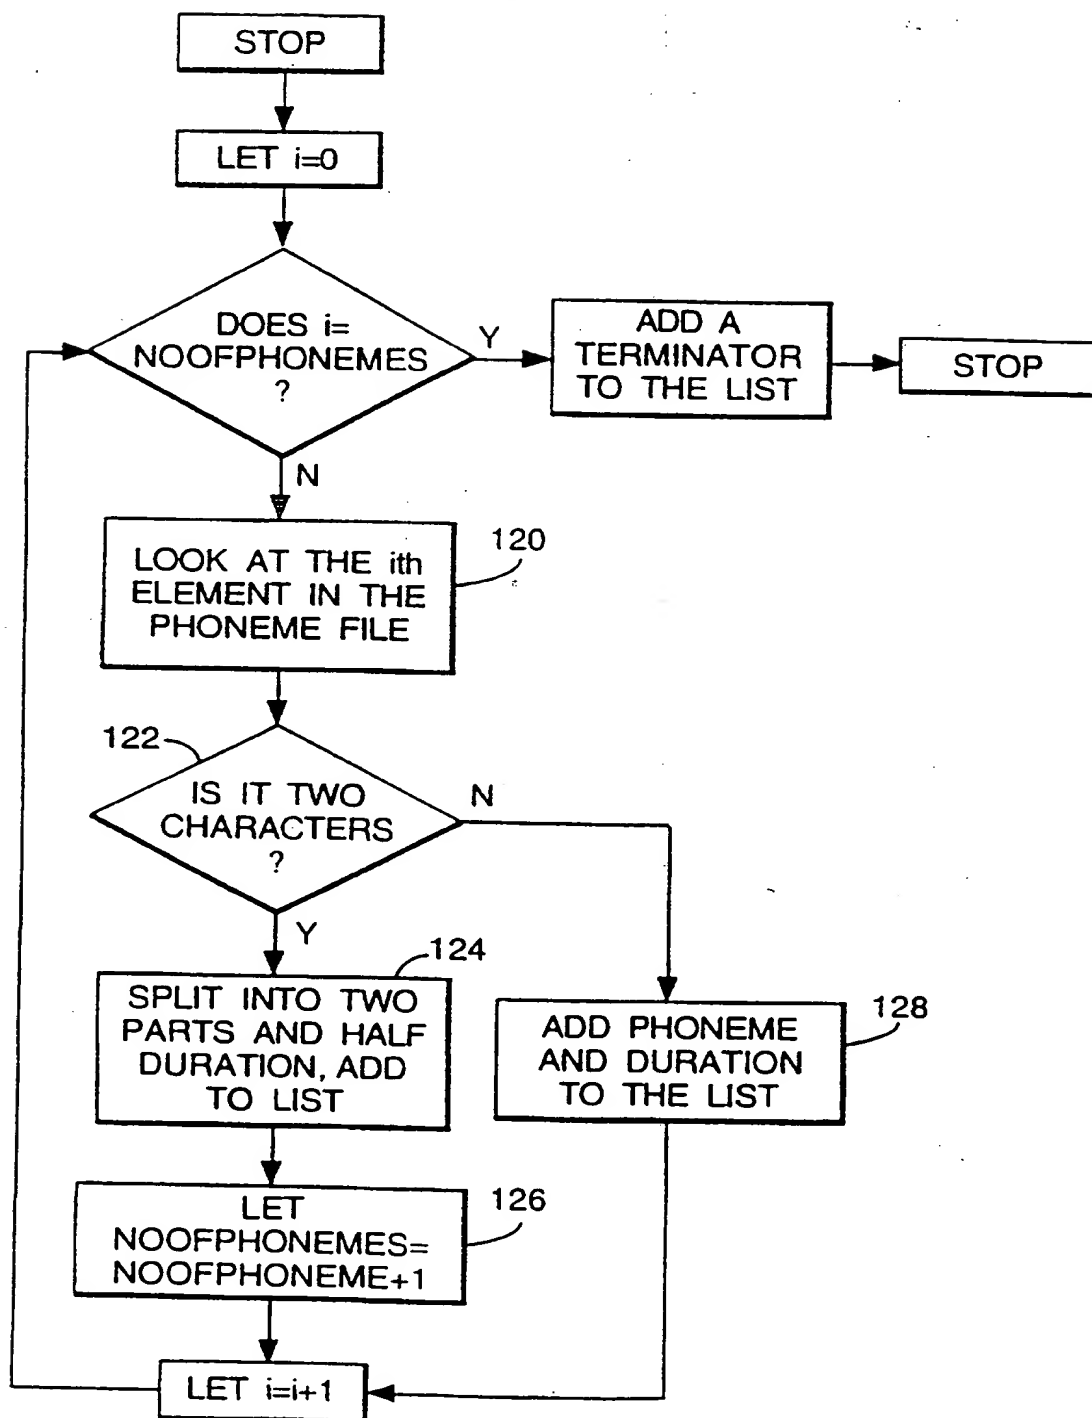 STOP
LET i=0
DOES i=
NOOFPHONEMES
?
Y
ADD A
TERMINATOR
TO THE LIST
STOP
N
LOOK AT THE ith
ELEMENT IN THE
PHONEME FILE
120
122
IS IT TWO
CHARACTERS
?
N
Y
124
SPLIT INTO TWO
PARTS AND HALF
DURATION, ADD
TO LIST
ADD PHONEME
AND DURATION
TO THE LIST
128
LET
NOOFPHONEMES=
NOOFPHONEME+1
126
LET i=i+1